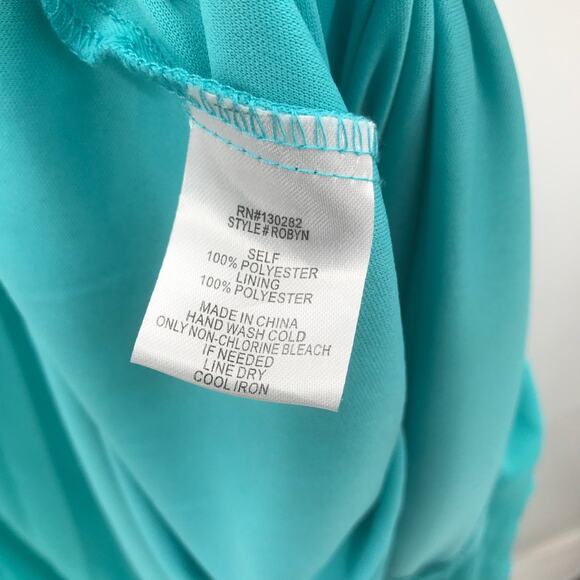 RN#130282
STYLE#ROBYN
SELF
100% POLYESTER
LINING
100% POLYESTER
MADE IN CHINA
HAND WASH COLD
ONLY NON-CHLORINE BLEACH
IF NEEDED
LINE DRY
COOL IRON